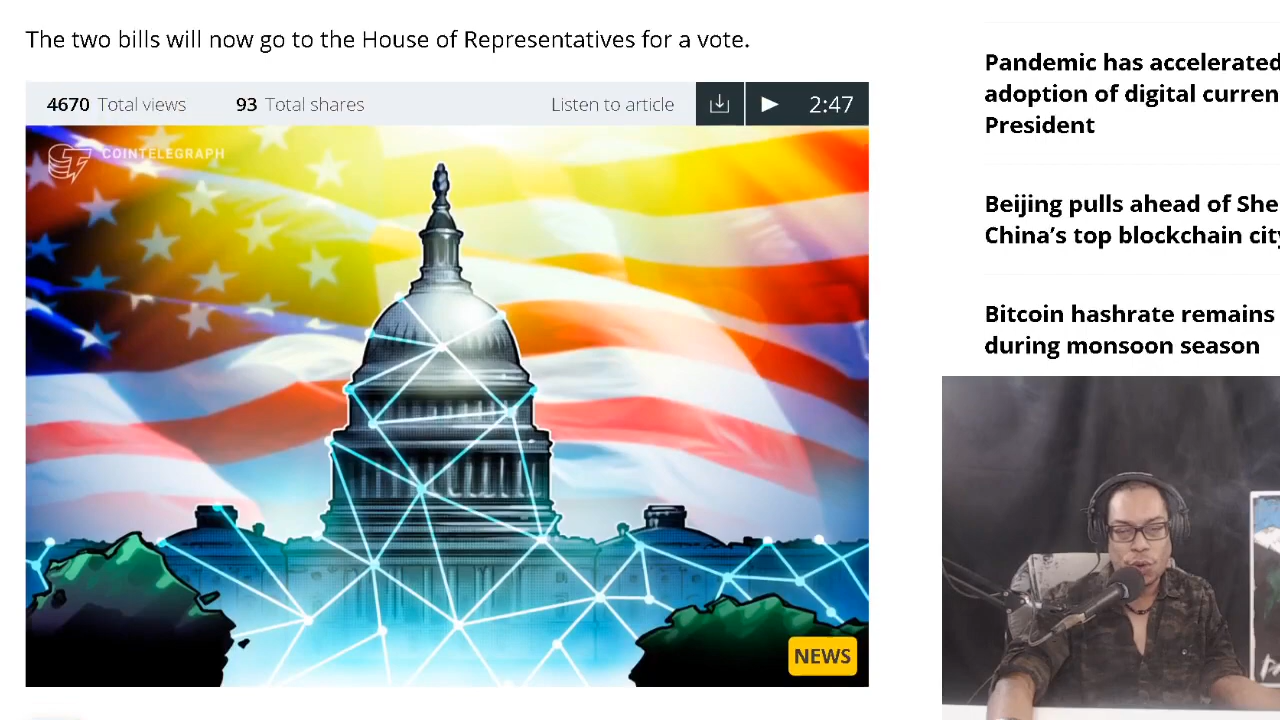 The two bills will now go to the House of Representatives for a vote.
4670 Total views 93 Total shares Listen to article 2:47
COINTELEGRAPH
NEWS
Pandemic has accelerated
adoption of digital curren
President
Beijing pulls ahead of She
China's top blockchain city
Bitcoin hashrate remains
during monsoon season